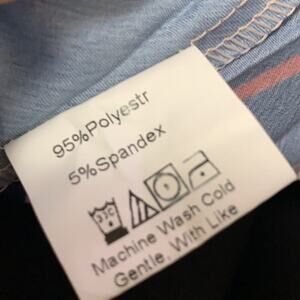 95%Polyestr
5%Spandex
Machine Wash Cold
Gentle, With Like